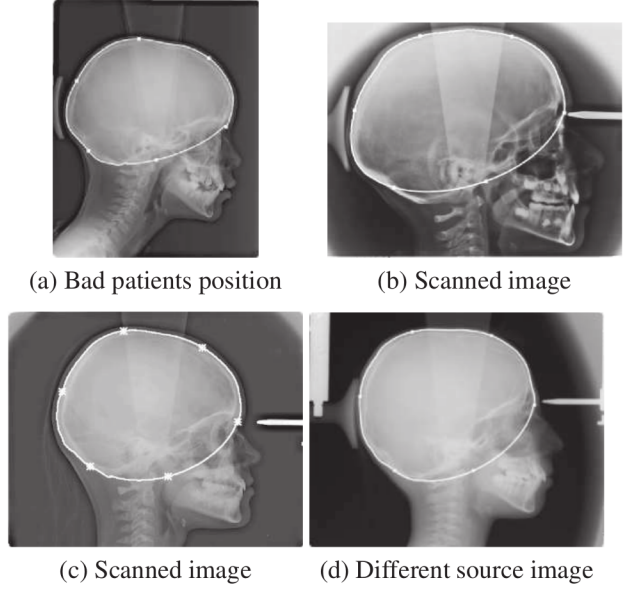 (a) Bad patients position
(b) Scanned image
(c) Scanned image
(d) Different source image